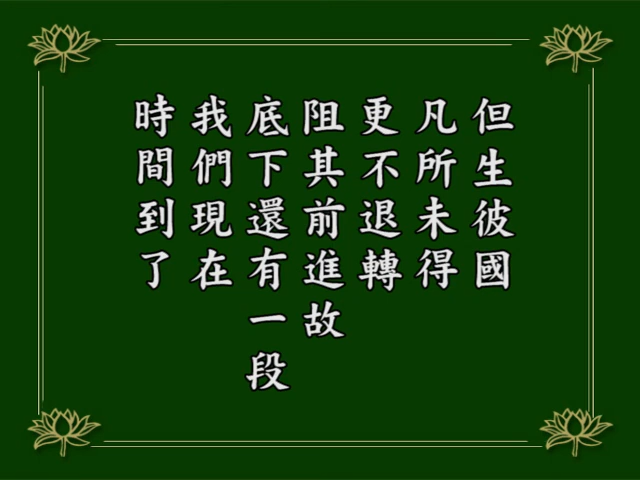 但生彼國
凡所未得
更不退轉
阻其前進故
底下還有一段
我們現在
時間到了